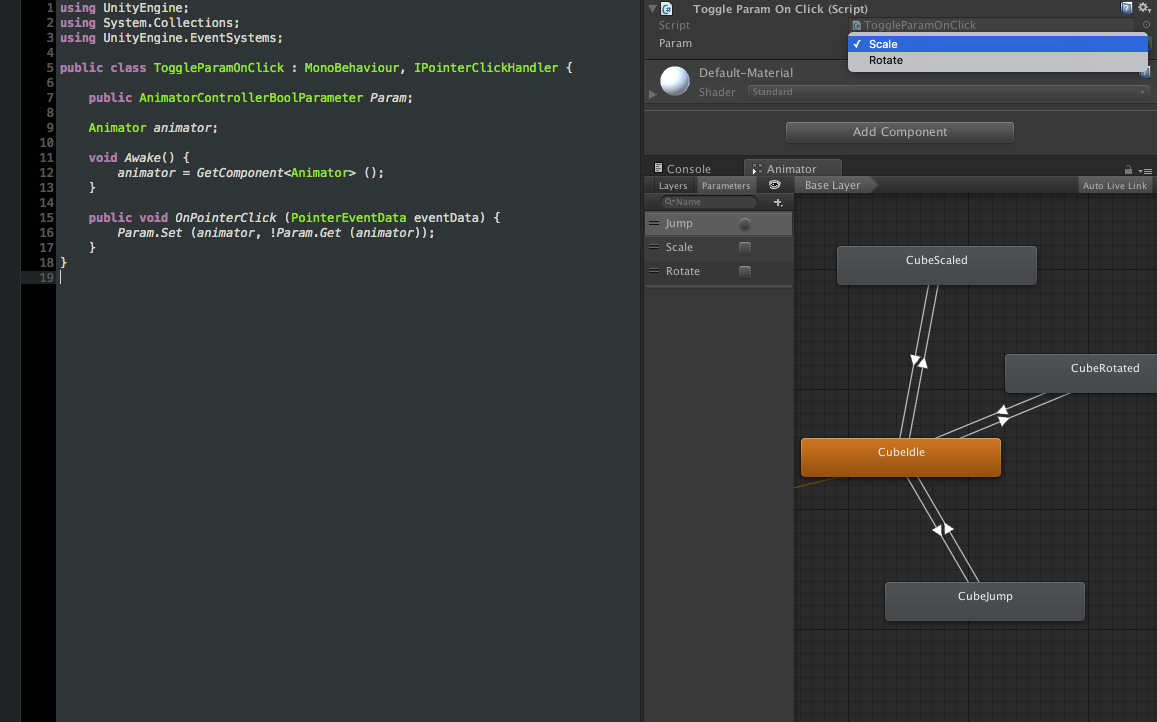 1 using UnityEngine;
2 using System.Collections;
3 using UnityEngine.EventSystems;
4
5 public class ToggleParamOnClick : MonoBehaviour, IPointerClickHandler {
6
7 public AnimatorControllerBoolParameter Param;
8
9 Animator animator;
10
11 void Awake() {
12 animator = GetComponent<Animator> ();
13 }
14
15 public void OnPointerClick (PointerEventData eventData) {
16 Param.Set (animator, !Param.Get (animator));
17 }
18 }
19
Toggle Param On Click (Script)
Script ToggleParamOnClick
Param
✓ Scale
Rotate
Default-Material
Shader Standard
Add Component
Console Animator
Layers Parameters Base Layer Auto Live Link
Name +
Jump
Scale
Rotate
CubeScaled
CubeRotated
CubeIdle
CubeJump